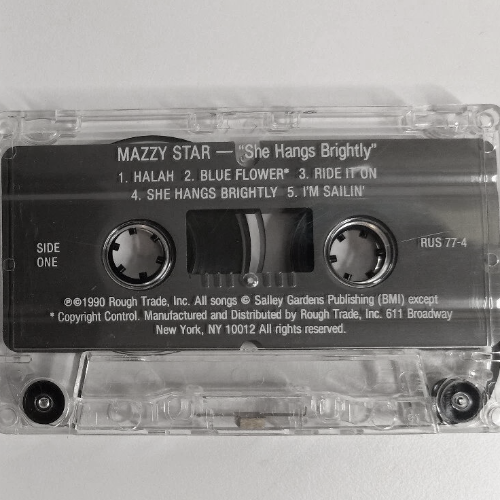 MAZZY STAR — "She Hangs Brightly"
1. HALAH 2. BLUE FLOWER* 3. RIDE IT ON
4. SHE HANGS BRIGHTLY 5. I'M SAILIN'
SIDE
ONE
RUS 77-4
℗©1990 Rough Trade, Inc. All songs © Salley Gardens Publishing (BMI) except
* Copyright Control. Manufactured and Distributed by Rough Trade, Inc. 611 Broadway
New York, NY 10012 All rights reserved.